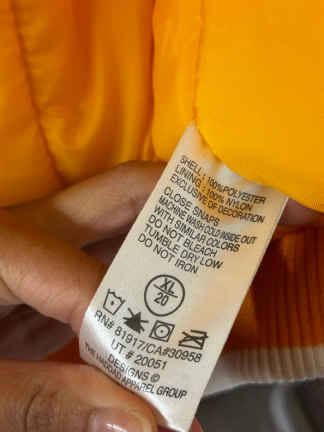 SHELL : 100%POLYESTER
LINING : 100% NYLON
EXCLUSIVE OF DECORATION
CLOSE SNAPS
MACHINE WASH COLD INSIDE OUT
WITH SIMILAR COLORS
DO NOT BLEACH
TUMBLE DRY LOW
DO NOT IRON
XL
20
RN# 81917/CA#30958
UT # 20051
DESIGNS ©
THE HADDAD APPAREL GROUP